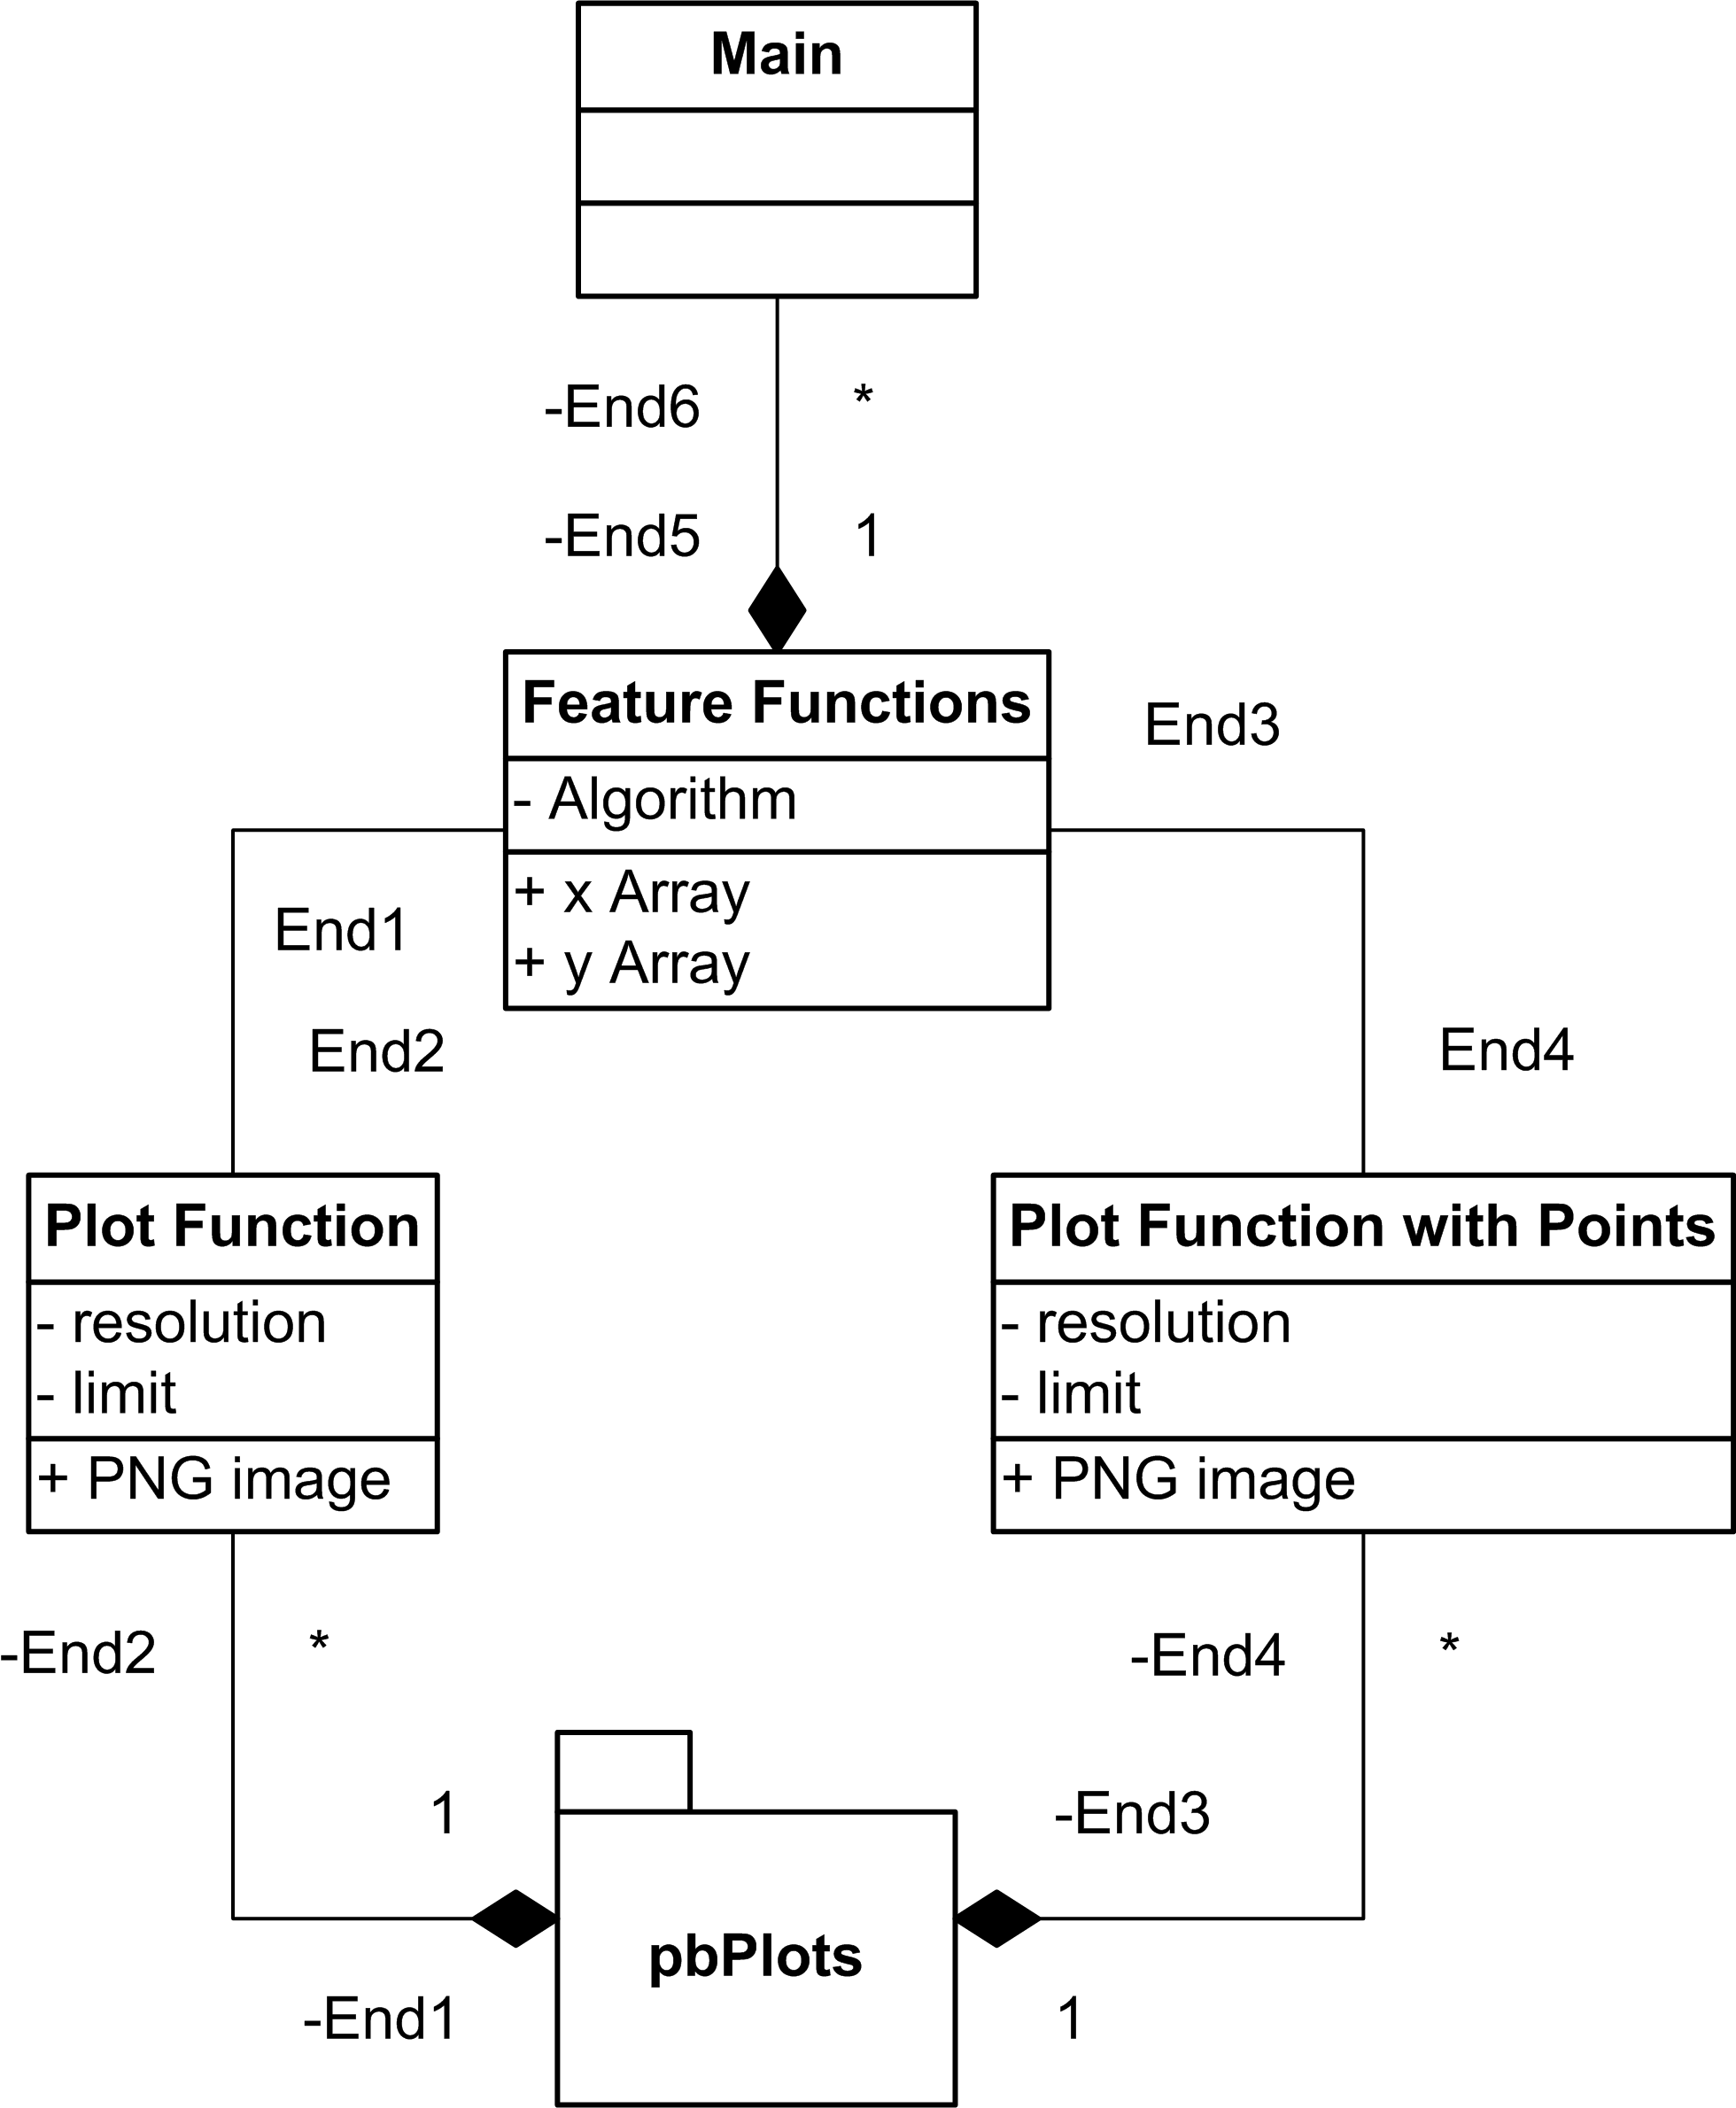 Main
-End6 *
-End5 1
Feature Functions
- Algorithm
+ x Array
+ y Array
End3
End1
End2
End4
Plot Function
- resolution
- limit
+ PNG image
Plot Function with Points
- resolution
- limit
+ PNG image
-End2 *
-End4 *
1
-End3
pbPlots
-End1
1